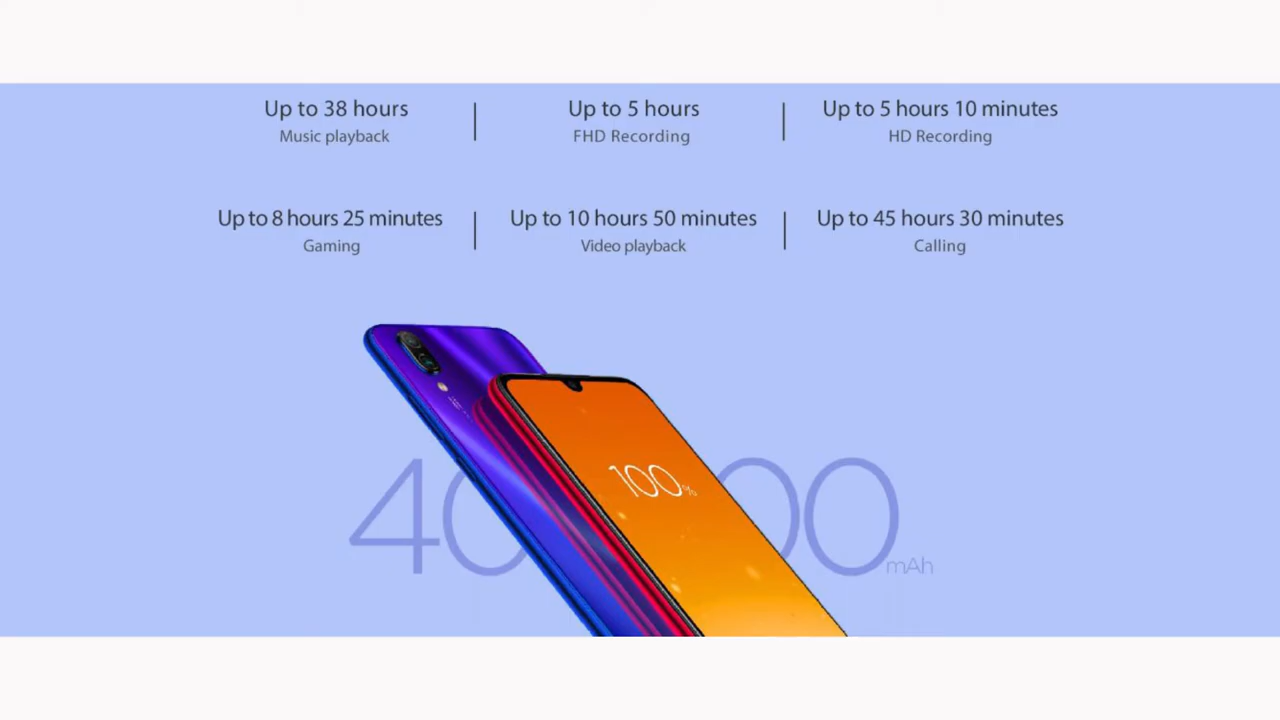 Up to 38 hours
Music playback
Up to 5 hours
FHD Recording
Up to 5 hours 10 minutes
HD Recording
Up to 8 hours 25 minutes
Gaming
Up to 10 hours 50 minutes
Video playback
Up to 45 hours 30 minutes
Calling
100%
40 00 mAh